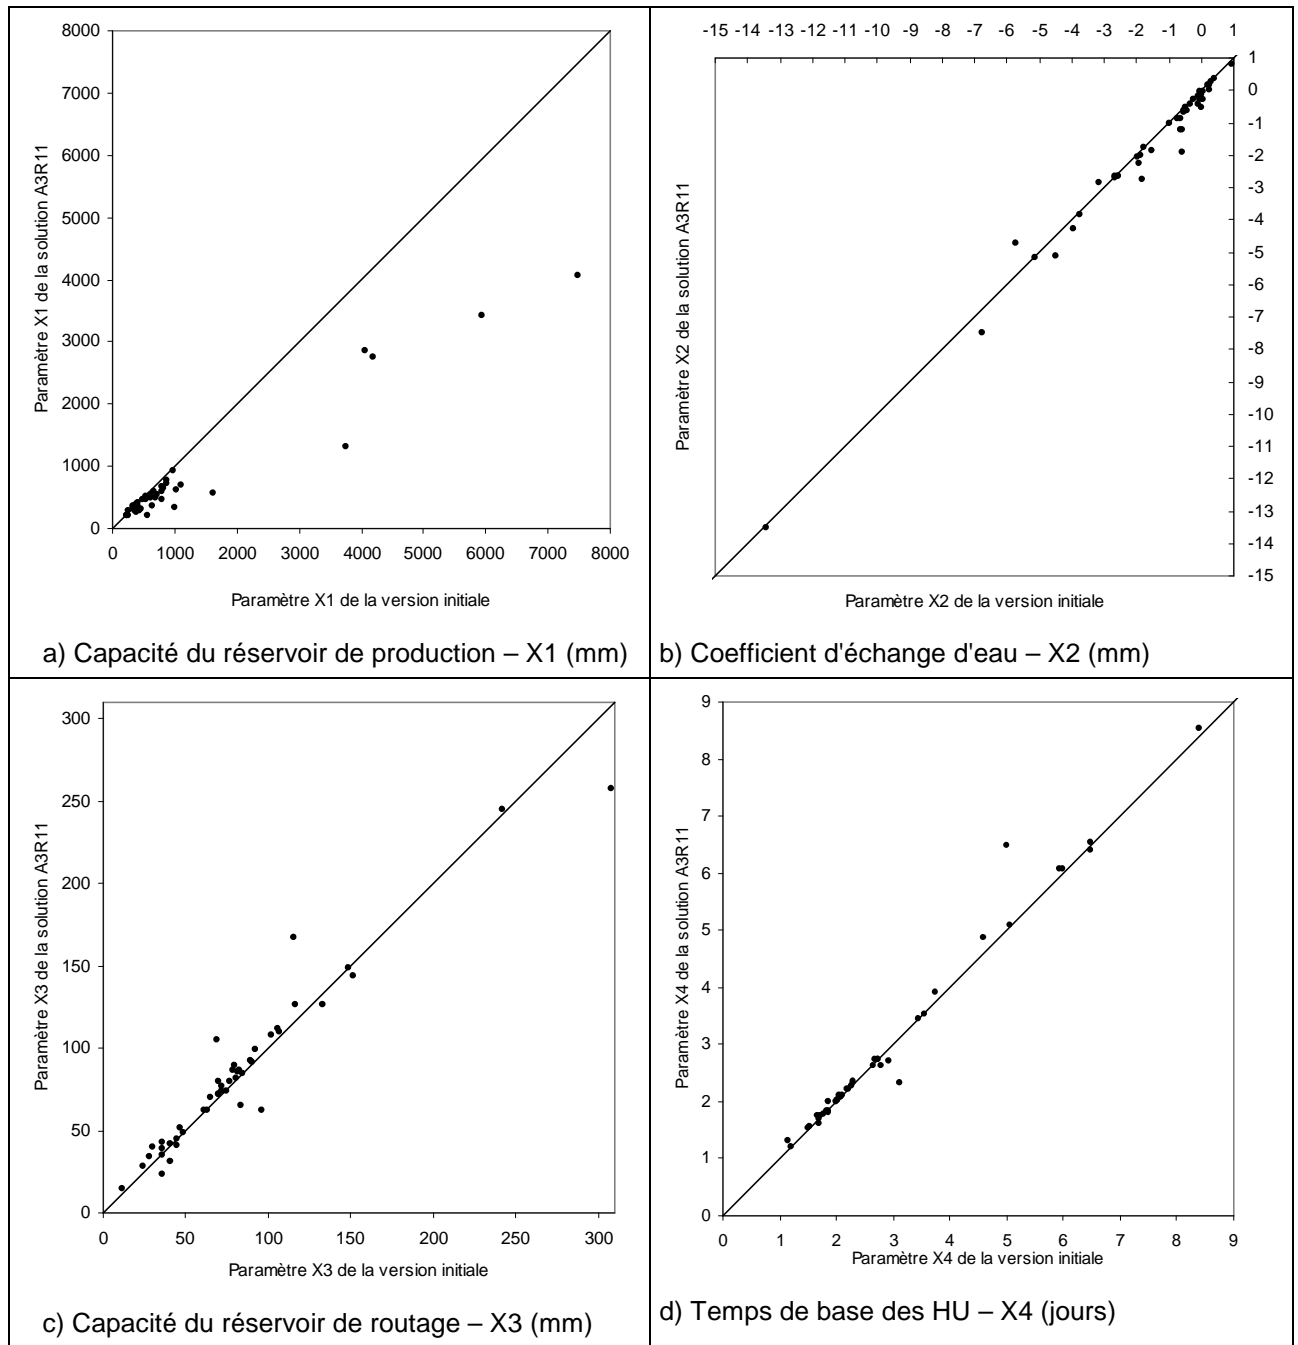 8000
7000
6000
5000
4000
3000
2000
1000
0
Paramètre X1 de la solution A3R11
0 1000 2000 3000 4000 5000 6000 7000 8000
Paramètre X1 de la version initiale
a) Capacité du réservoir de production – X1 (mm)
-15 -14 -13 -12 -11 -10 -9 -8 -7 -6 -5 -4 -3 -2 -1 0 1
1
0
-1
-2
-3
-4
-5
-6
-7
-8
-9
-10
-11
-12
-13
-14
-15
Paramètre X2 de la solution A3R11
Paramètre X2 de la version initiale
b) Coefficient d'échange d'eau – X2 (mm)
300
250
200
150
100
50
0
Paramètre X3 de la solution A3R11
0 50 100 150 200 250 300
Paramètre X3 de la version initiale
c) Capacité du réservoir de routage – X3 (mm)
9
8
7
6
5
4
3
2
1
0
Paramètre X4 de la solution A3R11
0 1 2 3 4 5 6 7 8 9
Paramètre X4 de la version initiale
d) Temps de base des HU – X4 (jours)